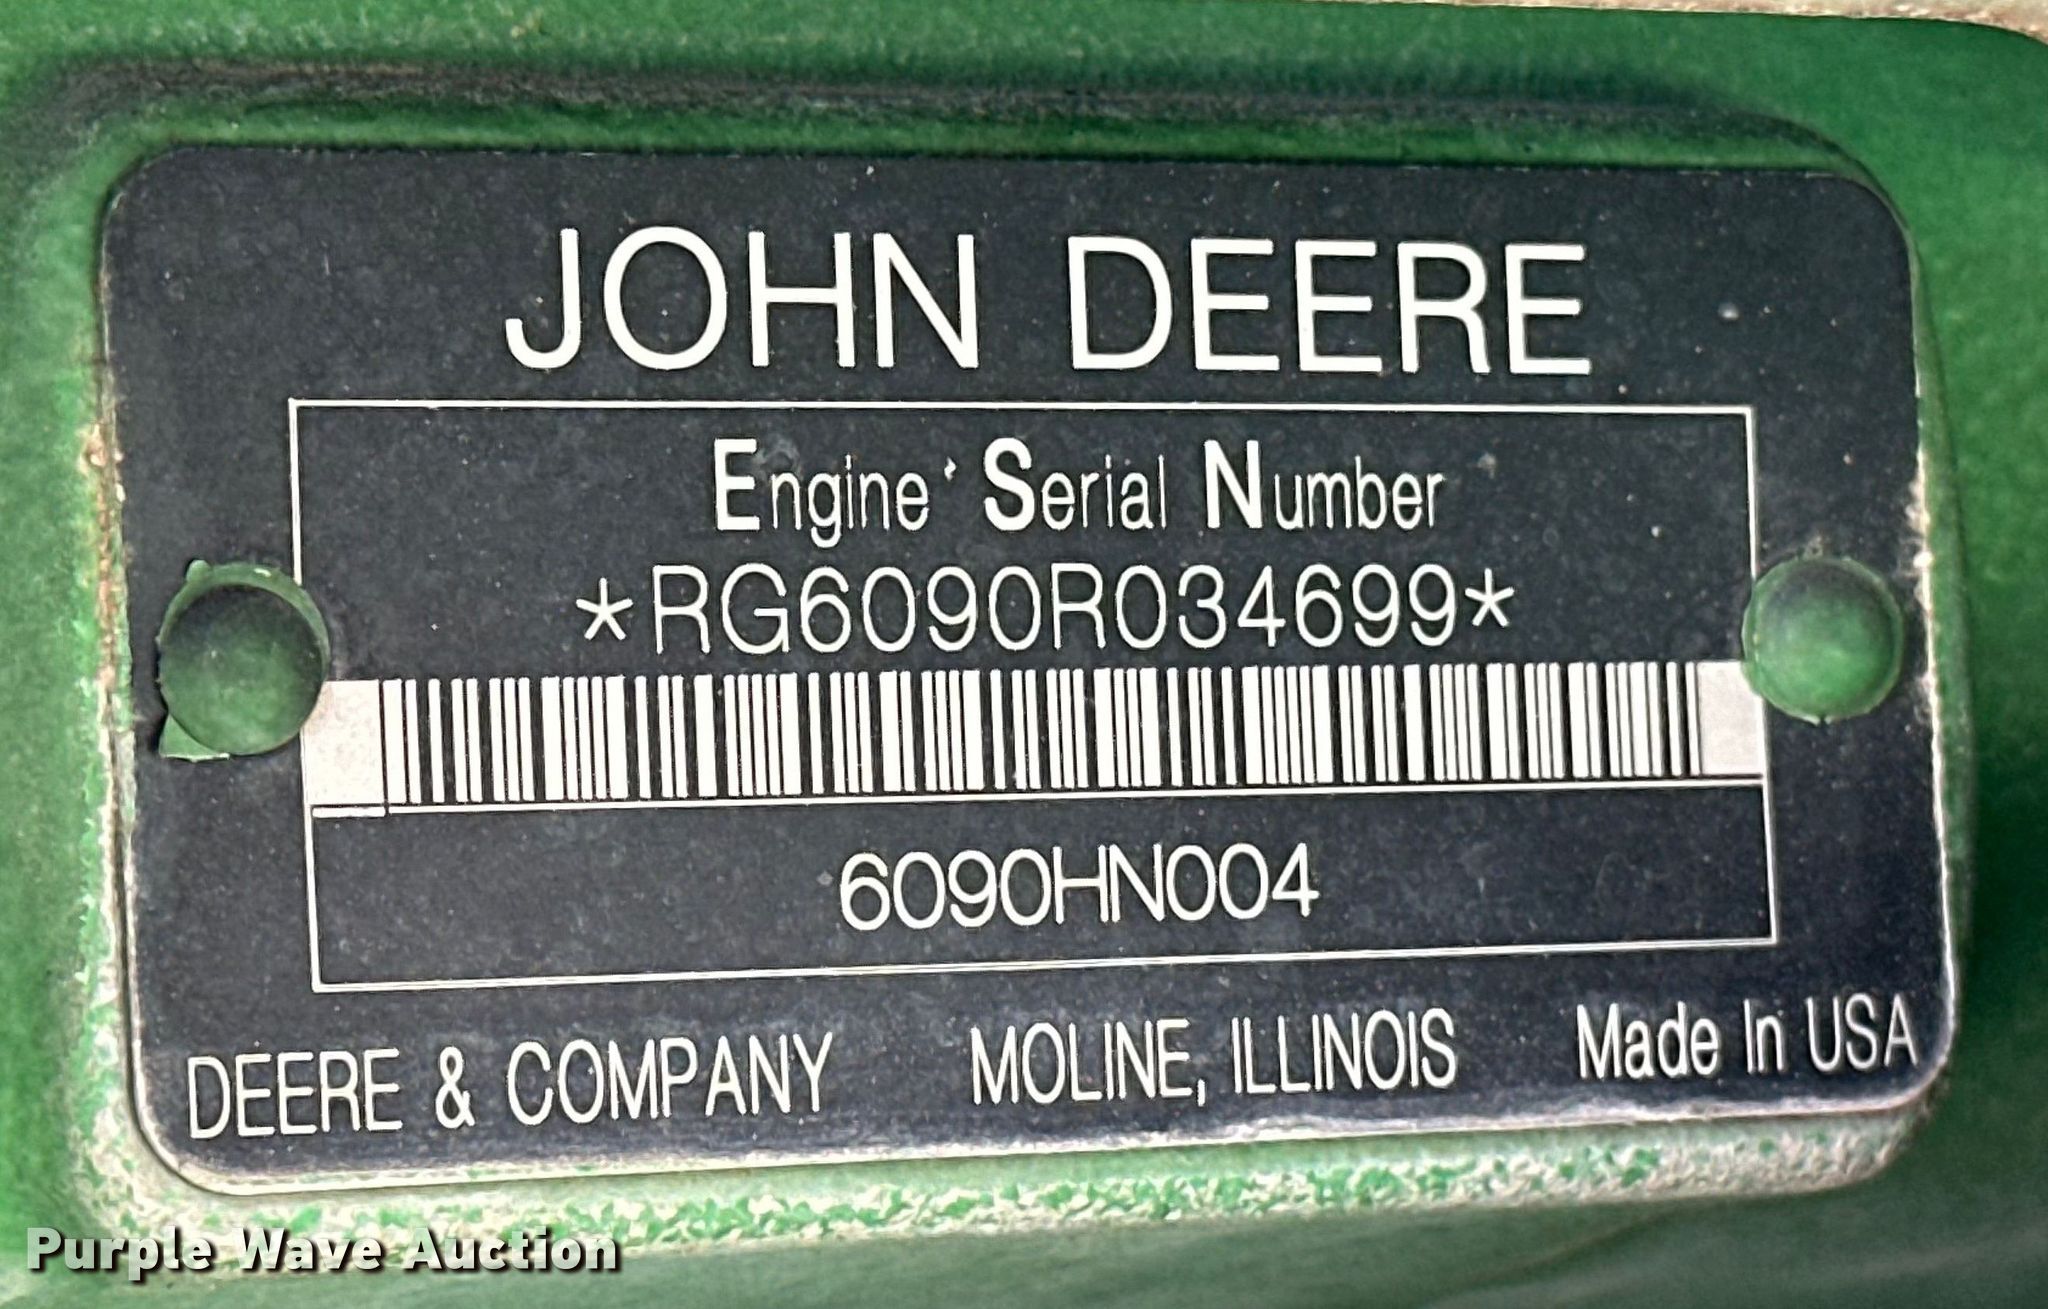 JOHN DEERE
Engine Serial Number
*RG6090R034699*
6090HN004
DEERE & COMPANY MOLINE, ILLINOIS Made In USA
Purple Wave Auction